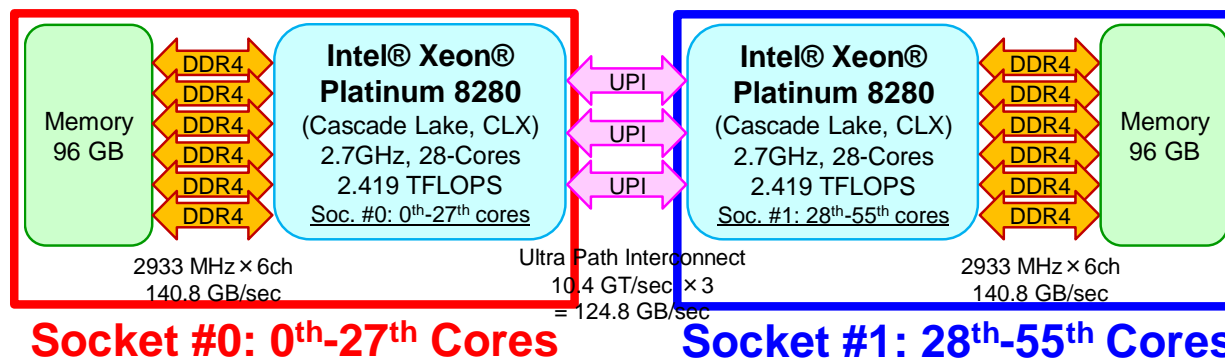 Memory
96 GB
DDR4
DDR4
DDR4
DDR4
DDR4
DDR4
Intel® Xeon®
Platinum 8280
(Cascade Lake, CLX)
2.7GHz, 28-Cores
2.419 TFLOPS
Soc. #0: 0th-27th cores
UPI
UPI
UPI
Intel® Xeon®
Platinum 8280
(Cascade Lake, CLX)
2.7GHz, 28-Cores
2.419 TFLOPS
Soc. #1: 28th-55th cores
DDR4
DDR4
DDR4
DDR4
DDR4
DDR4
Memory
96 GB
2933 MHz×6ch
140.8 GB/sec
Ultra Path Interconnect
10.4 GT/sec ×3
= 124.8 GB/sec
2933 MHz×6ch
140.8 GB/sec
Socket #0: 0th-27th Cores
Socket #1: 28th-55th Cores